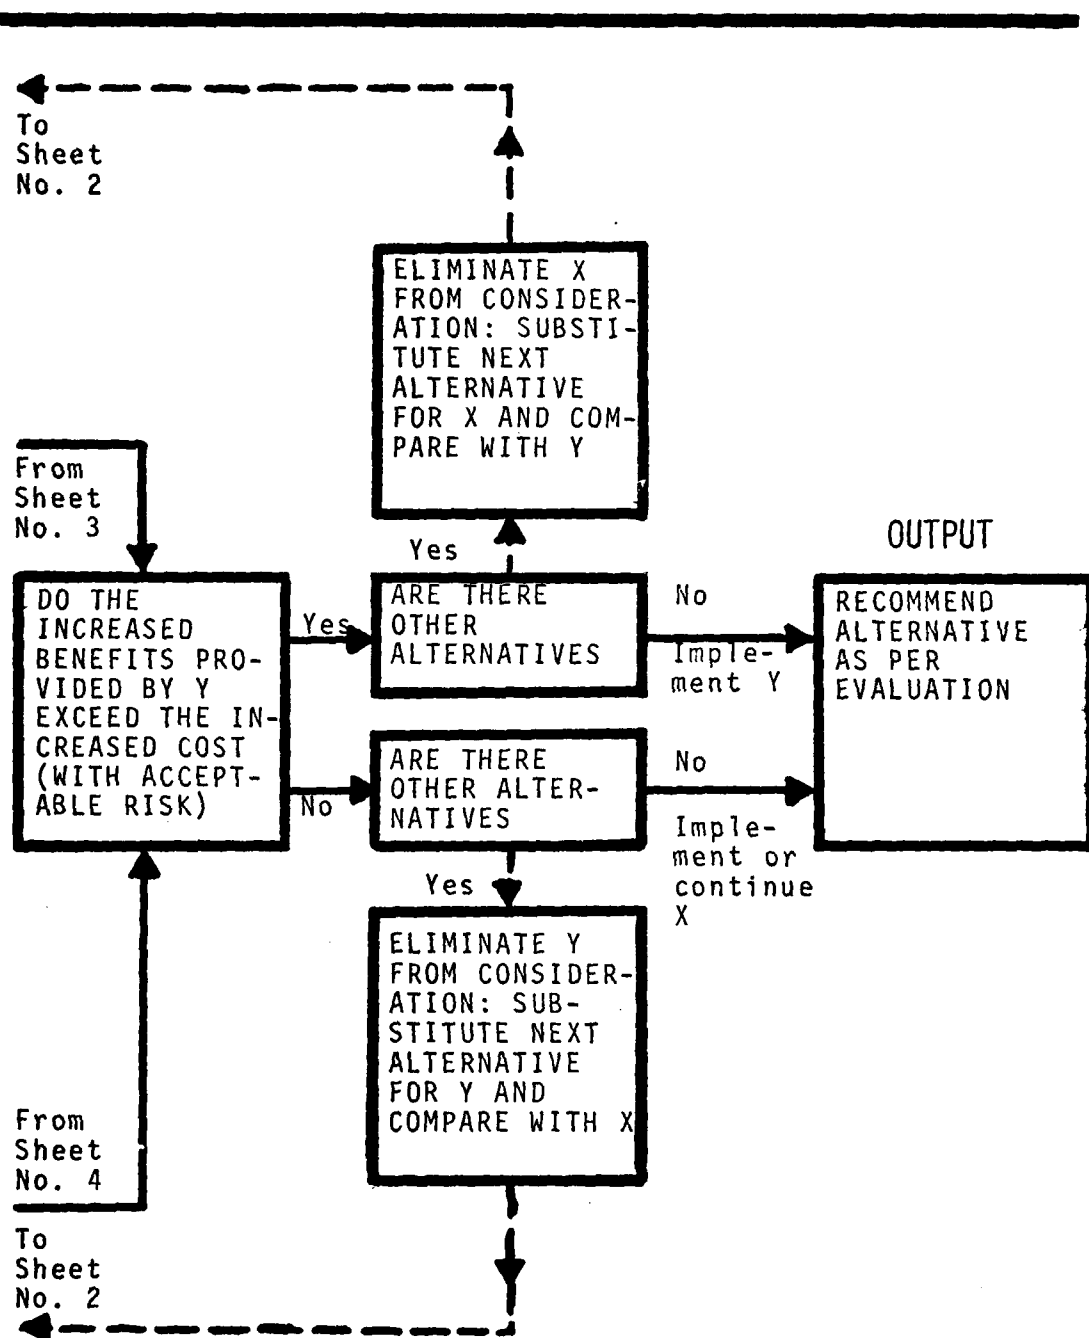 To
Sheet
No. 2
ELIMINATE X
FROM CONSIDER-
ATION: SUBSTI-
TUTE NEXT
ALTERNATIVE
FOR X AND COM-
PARE WITH Y
From
Sheet
No. 3
Yes
OUTPUT
DO THE
INCREASED
BENEFITS PRO-
VIDED BY Y
EXCEED THE IN-
CREASED COST
(WITH ACCEPT-
ABLE RISK)
Yes
ARE THERE
OTHER
ALTERNATIVES
No
Imple-
ment Y
RECOMMEND
ALTERNATIVE
AS PER
EVALUATION
No
ARE THERE
OTHER ALTER-
NATIVES
No
Imple-
ment or
continue
X
Yes
ELIMINATE Y
FROM CONSIDER-
ATION: SUB-
STITUTE NEXT
ALTERNATIVE
FOR Y AND
COMPARE WITH X
From
Sheet
No. 4
To
Sheet
No. 2